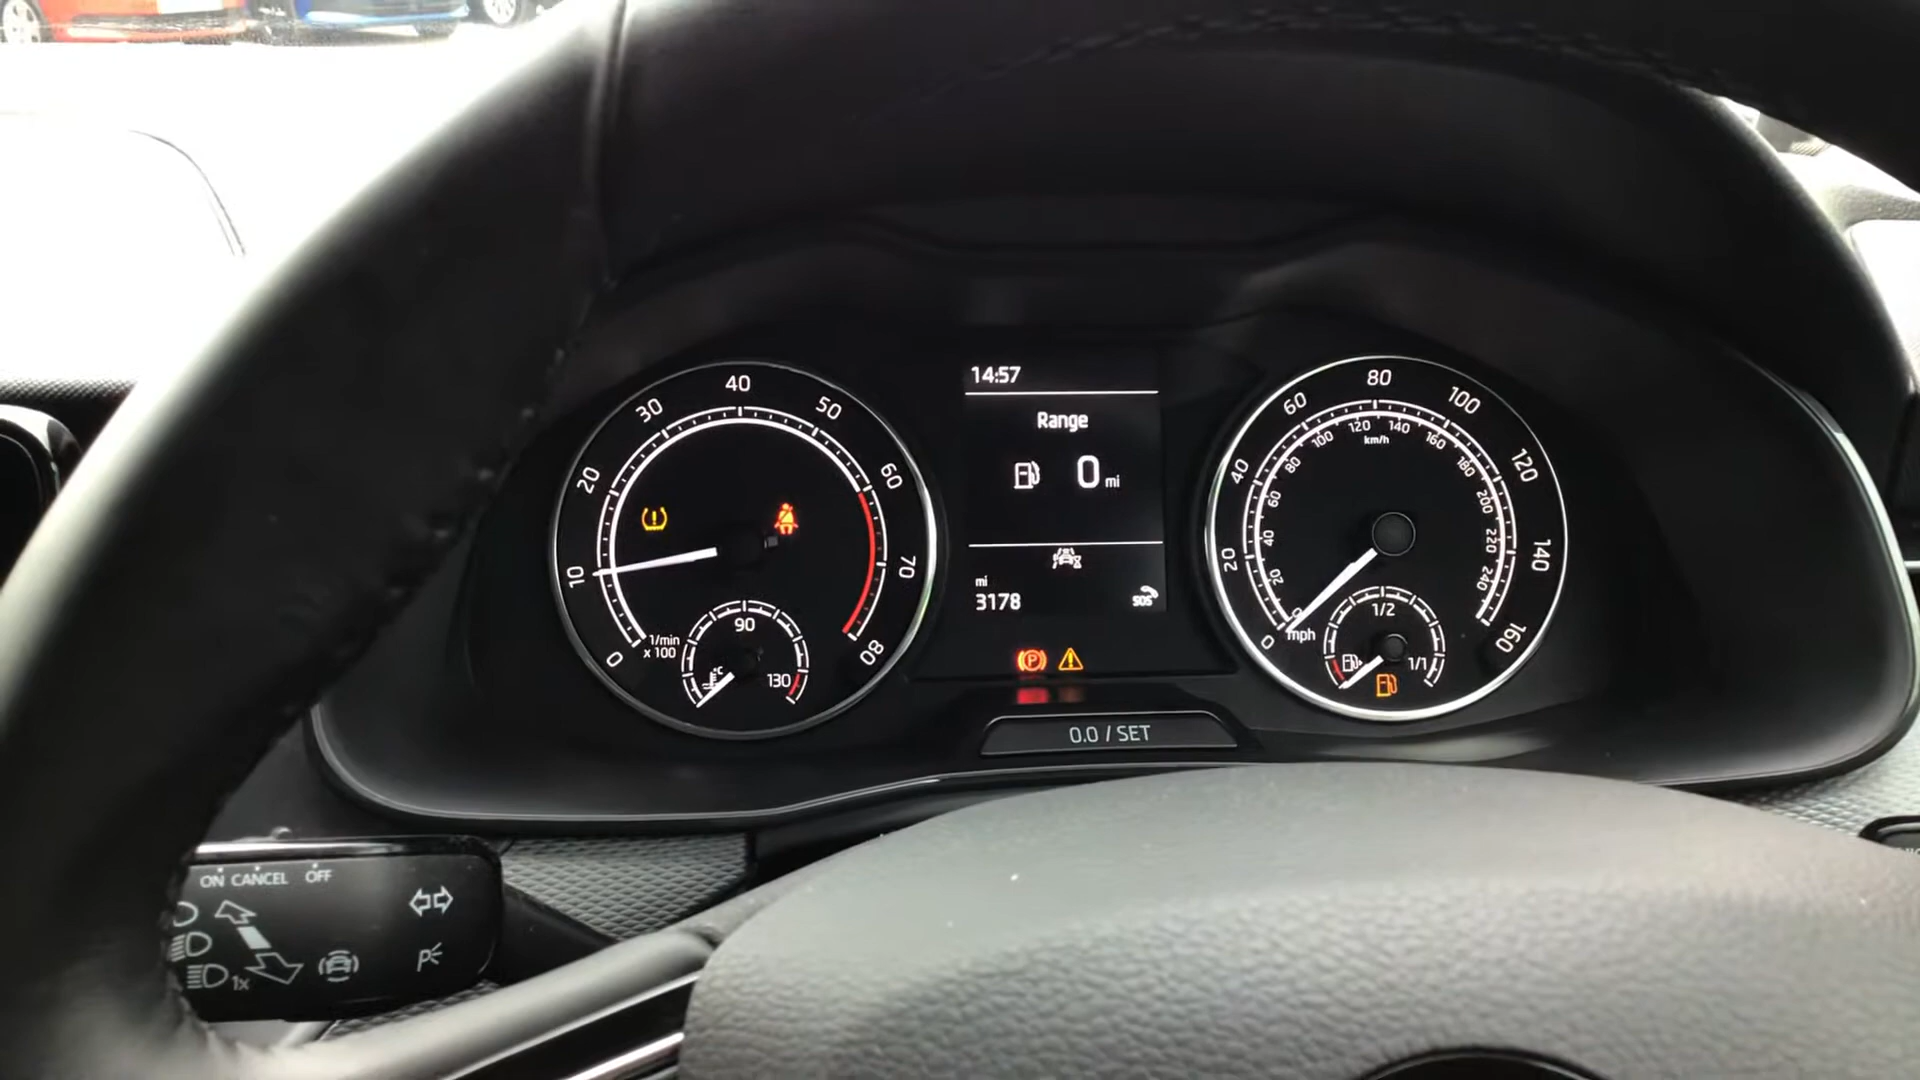 14:57
Range
0 mi
mi
3178
SOS
0.0 / SET
0
10
20
30
40
50
60
70
80
1/min
x 100
°C
90
130
0
20
40
60
80
100
120
140
160
mph
20
40
60
80
100
120
140
160
180
200
220
240
km/h
1/2
1/1
P
ON CANCEL OFF
1x
P